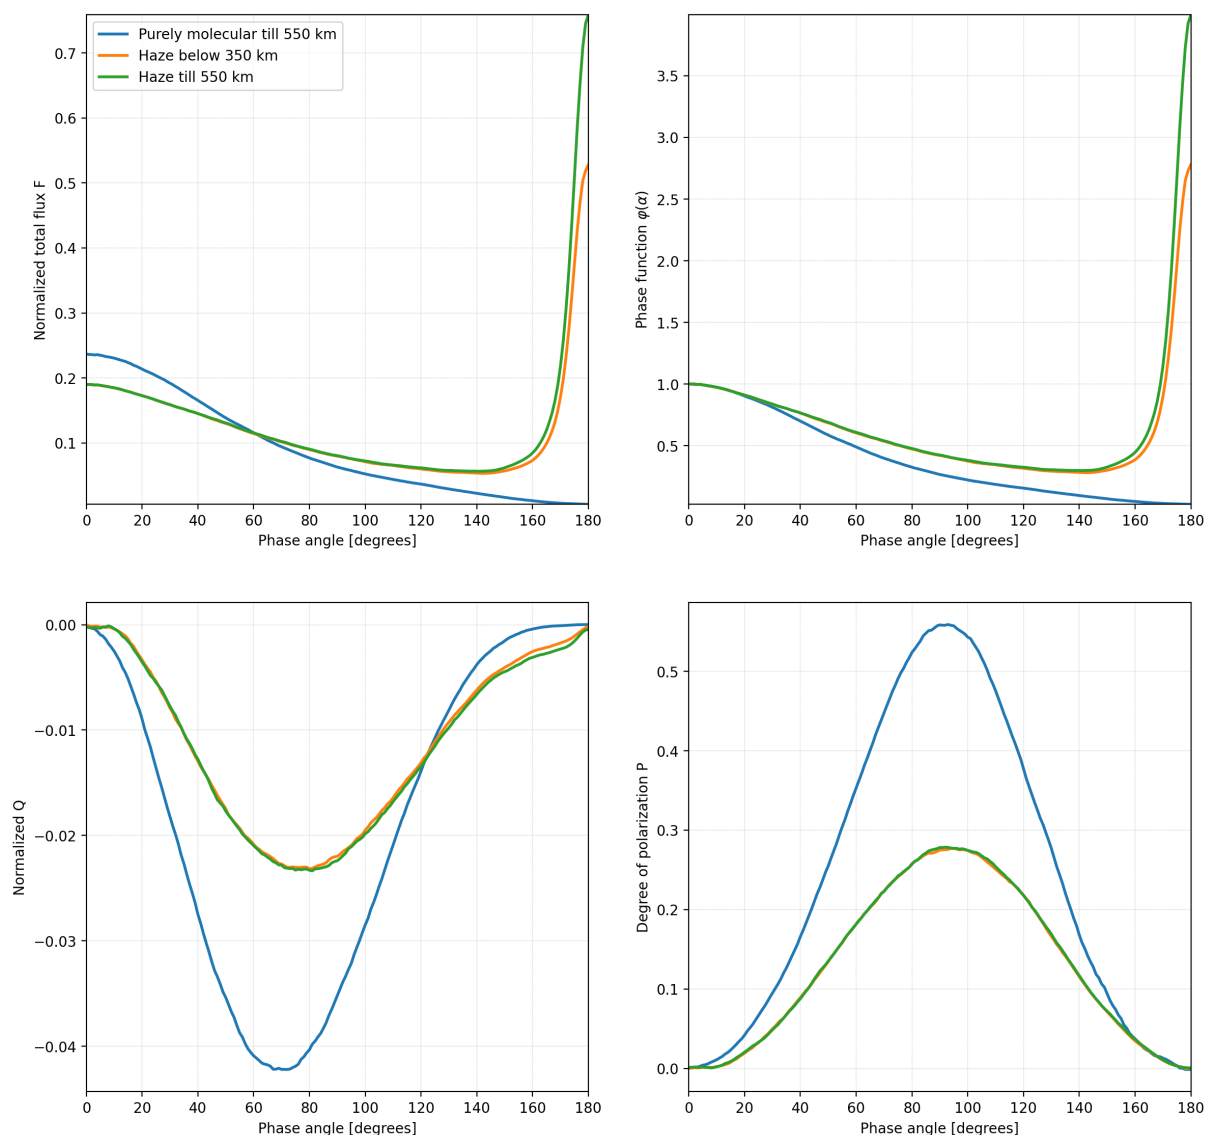 Purely molecular till 550 km
Haze below 350 km
Haze till 550 km
Normalized total flux F
0.7
0.6
0.5
0.4
0.3
0.2
0.1
0 20 40 60 80 100 120 140 160 180
Phase angle [degrees]
Phase function φ(α)
3.5
3.0
2.5
2.0
1.5
1.0
0.5
0 20 40 60 80 100 120 140 160 180
Phase angle [degrees]
Normalized Q
0.00
−0.01
−0.02
−0.03
−0.04
0 20 40 60 80 100 120 140 160 180
Phase angle [degrees]
Degree of polarization P
0.5
0.4
0.3
0.2
0.1
0.0
0 20 40 60 80 100 120 140 160 180
Phase angle [degrees]